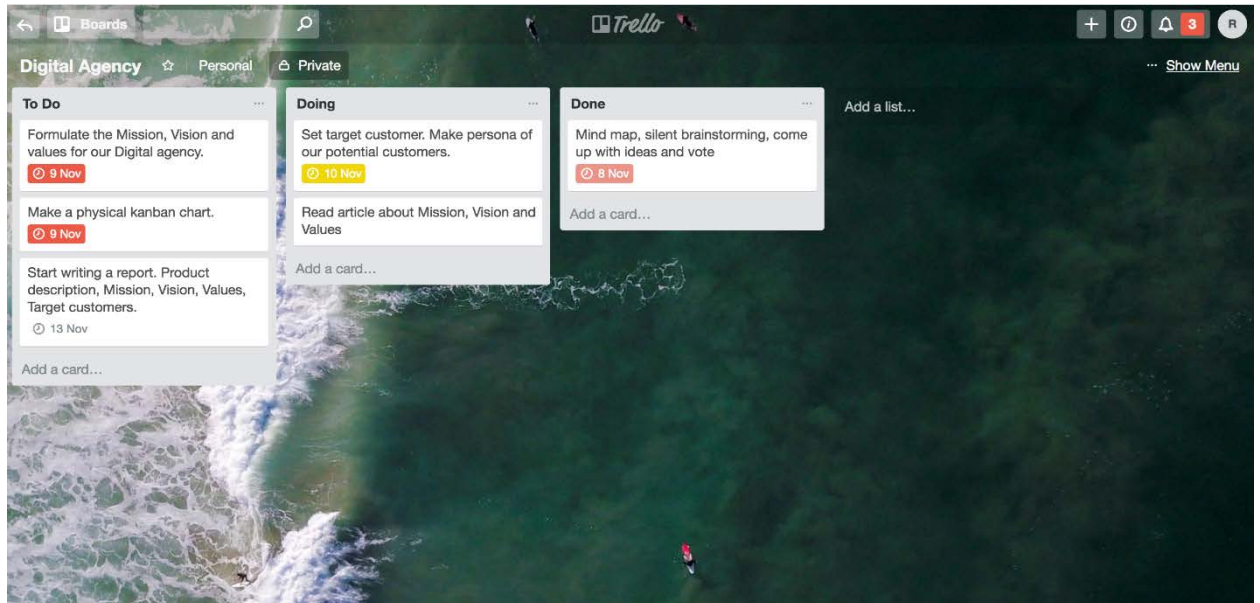 Boards
Trello
3
R
Digital Agency
Personal
Private
... Show Menu
To Do
Formulate the Mission, Vision and
values for our Digital agency.
9 Nov
Make a physical kanban chart.
9 Nov
Start writing a report. Product
description, Mission, Vision, Values,
Target customers.
13 Nov
Add a card...
Doing
Set target customer. Make persona of
our potential customers.
10 Nov
Read article about Mission, Vision and
Values
Add a card...
Done
Mind map, silent brainstorming, come
up with ideas and vote
8 Nov
Add a card...
Add a list...